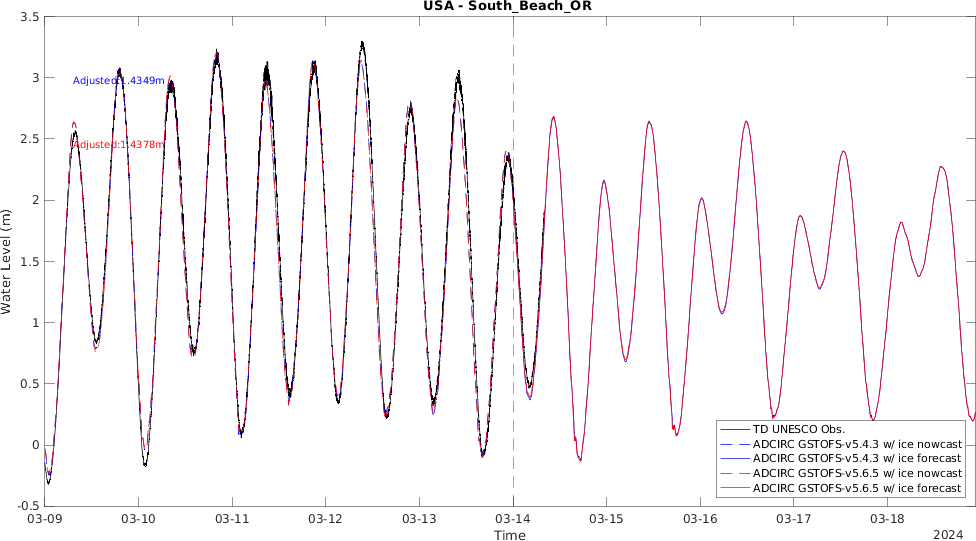 USA - South_Beach_OR
3.5
3
2.5
2
1.5
1
0.5
0
-0.5
Water Level (m)
Adjusted:1.4349m
Adjusted:1.4378m
TD UNESCO Obs.
ADCIRC GSTOFS-v5.4.3 w/ ice nowcast
ADCIRC GSTOFS-v5.4.3 w/ ice forecast
ADCIRC GSTOFS-v5.6.5 w/ ice nowcast
ADCIRC GSTOFS-v5.6.5 w/ ice forecast
03-09 03-10 03-11 03-12 03-13 03-14 03-15 03-16 03-17 03-18
Time
2024